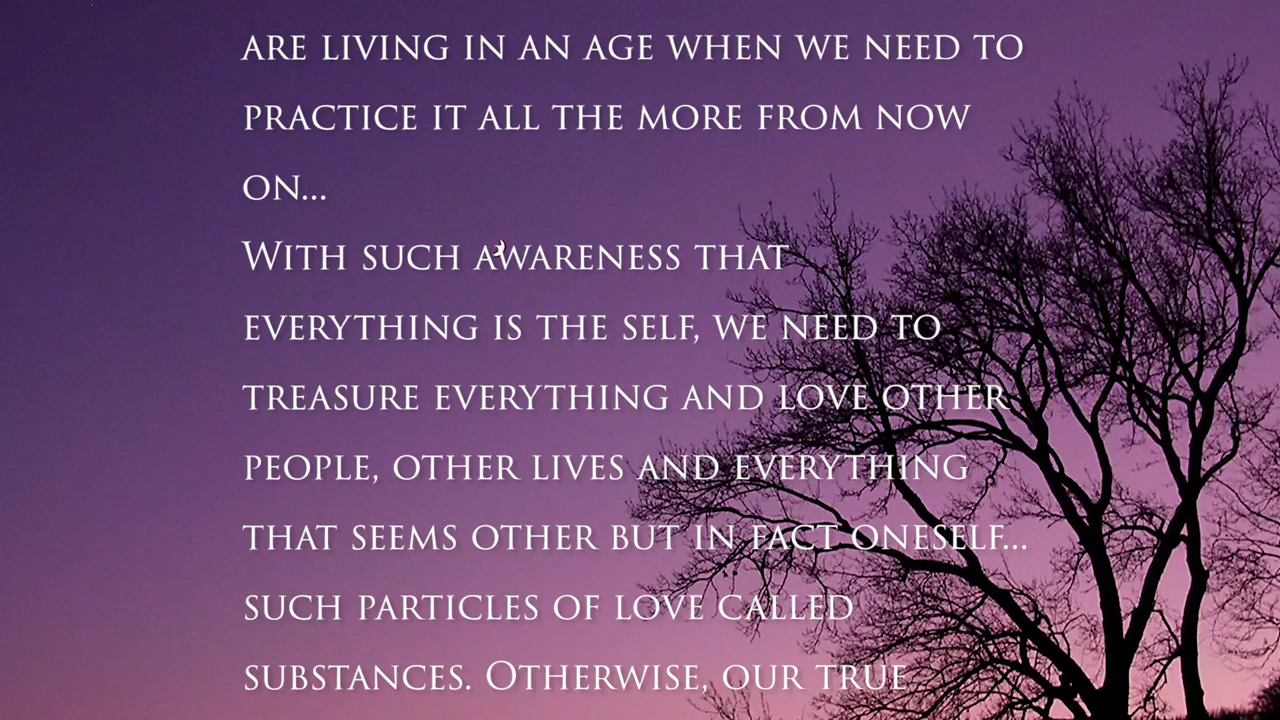 ARE LIVING IN AN AGE WHEN WE NEED TO
PRACTICE IT ALL THE MORE FROM NOW
ON...
WITH SUCH AWARENESS THAT
EVERYTHING IS THE SELF, WE NEED TO
TREASURE EVERYTHING AND LOVE OTHER
PEOPLE, OTHER LIVES AND EVERYTHING
THAT SEEMS OTHER BUT IN FACT ONESELF...
SUCH PARTICLES OF LOVE CALLED
SUBSTANCES. OTHERWISE, OUR TRUE